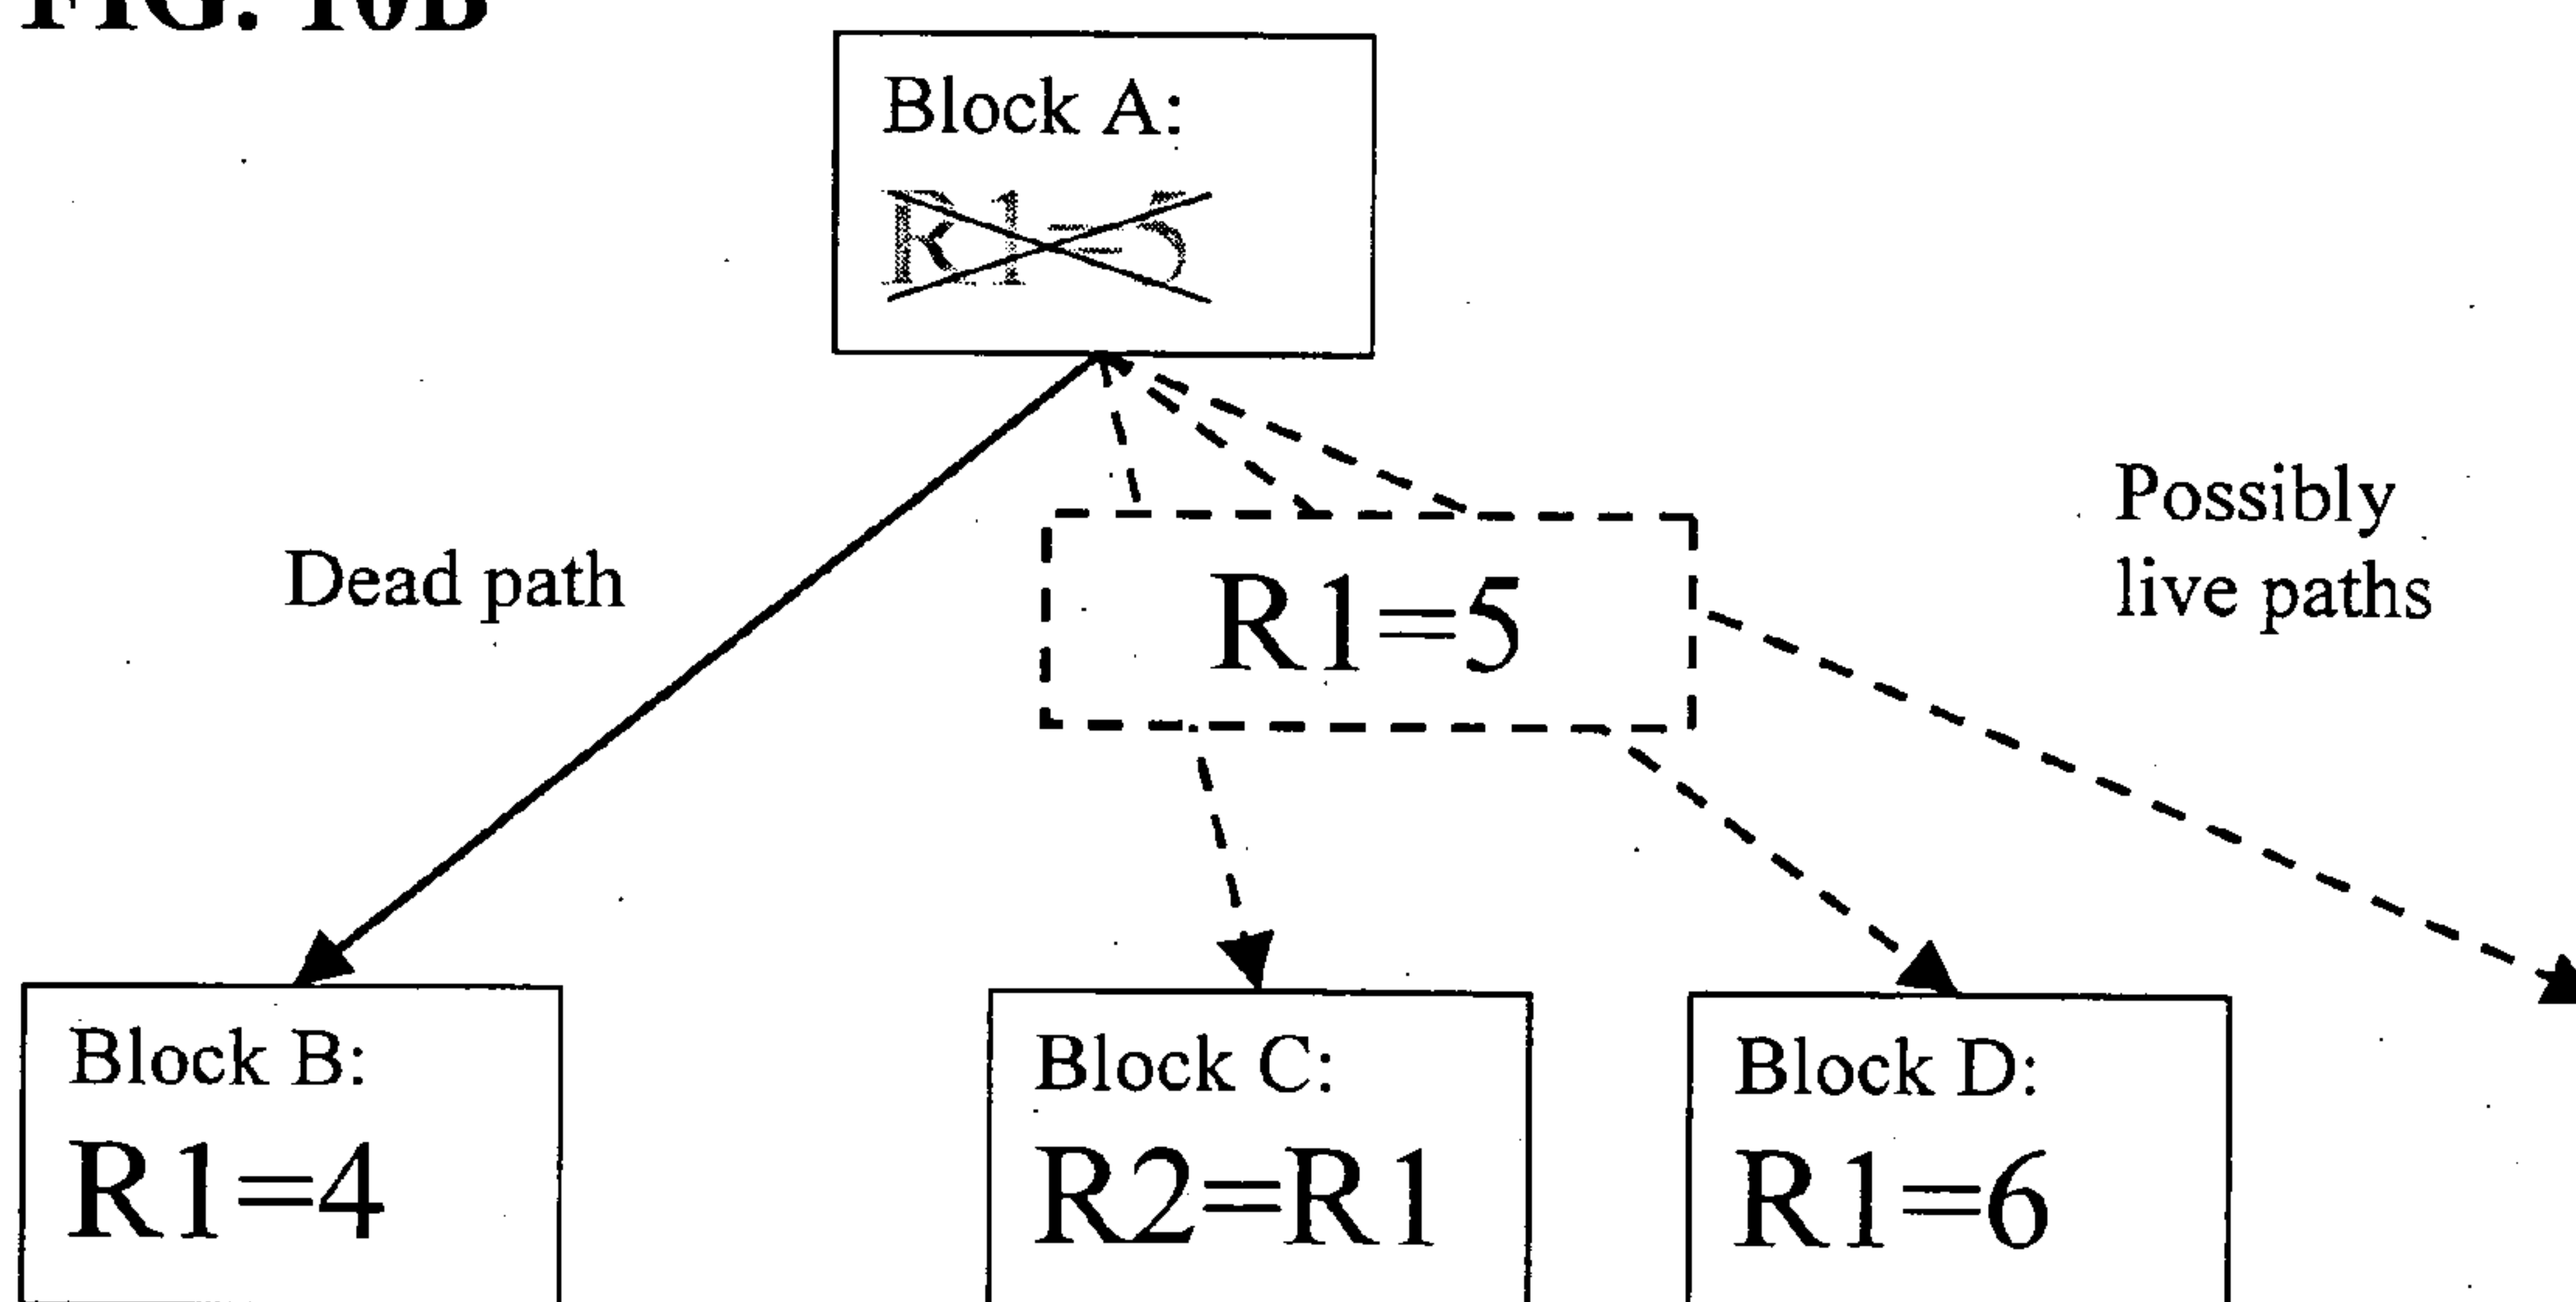 FIG. 10B
Block A:
R1=5
Possibly
live paths
Dead path
R1=5
Block B:
R1=4
Block C:
R2=R1
Block D:
R1=6